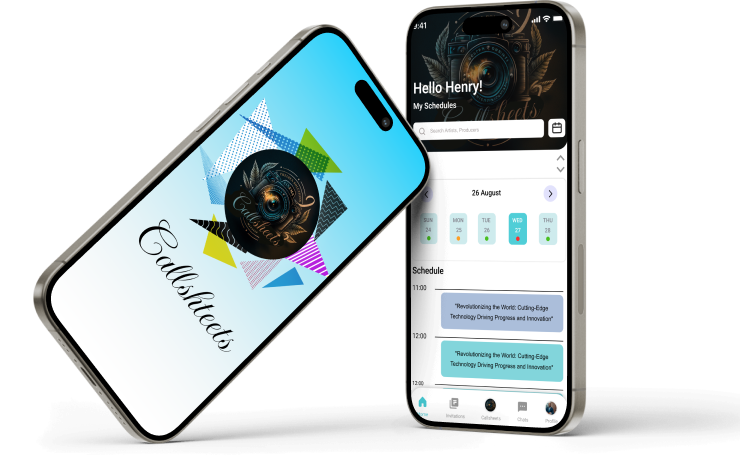 Callsheets
Callshteets
9:41
Callsheets
Hello Henry!
My Schedules
Search Artists, Producers
26 August
SUN
MON
TUE
WED
THU
24
25
26
27
28
Schedule
11:00
"Revolutionizing the World: Cutting-Edge
Technology Driving Progress and Innovation"
12:00
"Revolutionizing the World: Cutting-Edge
Technology Driving Progress and Innovation"
Home
Invitations
Callsheets
Chats
Profile